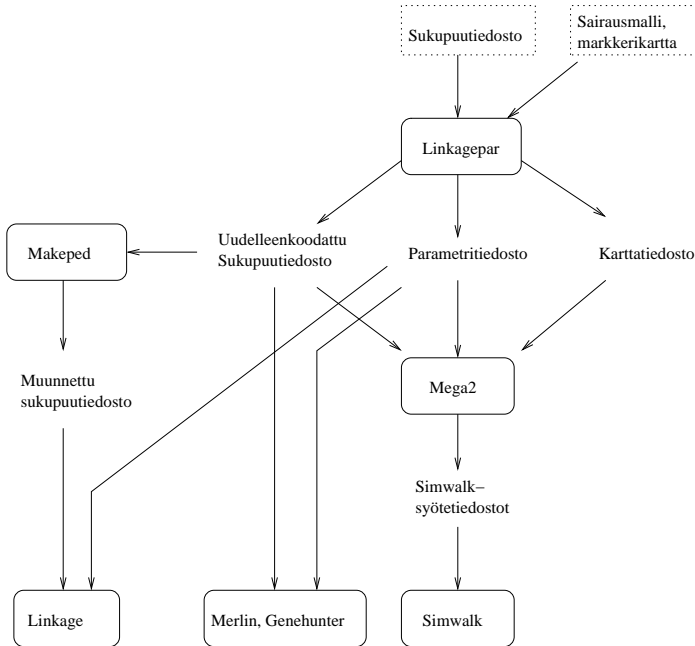 Sukupuutiedosto
Sairausmalli,
markkerikartta
Linkagepar
Makeped
Uudelleenkoodattu
Sukupuutiedosto
Parametritiedosto
Karttatiedosto
Muunnettu
sukupuutiedosto
Mega2
Simwalk–
syötetiedostot
Linkage
Merlin, Genehunter
Simwalk